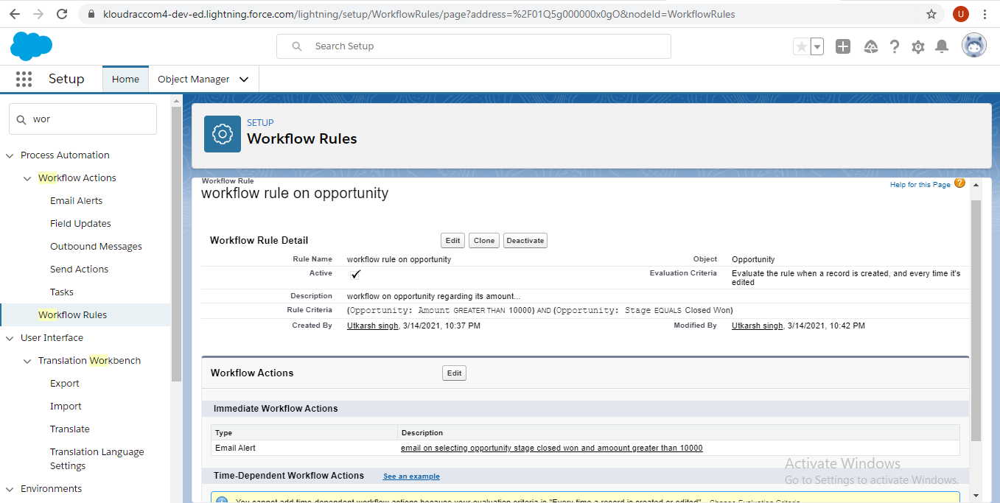 kloudraccom4-dev-ed.lightning.force.com/lightning/setup/WorkflowRules/page?address=%2F01Q5g000000x0gO&nodeId=WorkflowRules
U
Search Setup
Setup
Home
Object Manager
wor
Process Automation
Workflow Actions
Email Alerts
Field Updates
Outbound Messages
Send Actions
Tasks
Workflow Rules
User Interface
Translation Workbench
Export
Import
Translate
Translation Language
Settings
Environments
SETUP
Workflow Rules
Workflow Rule
workflow rule on opportunity
Help for this Page ?
Workflow Rule Detail
Edit Clone Deactivate
Rule Name workflow rule on opportunity Object Opportunity
Active Evaluation Criteria Evaluate the rule when a record is created, and every time it's
edited
Description workflow on opportunity regarding its amount...
Rule Criteria (Opportunity: Amount GREATER THAN 10000) AND (Opportunity: Stage EQUALS Closed Won)
Created By Utkarsh singh, 3/14/2021, 10:37 PM Modified By Utkarsh singh, 3/14/2021, 10:42 PM
Workflow Actions Edit
Immediate Workflow Actions
Type Description
Email Alert email on selecting opportunity stage closed won and amoount greater than 10000
Time-Dependent Workflow Actions See an example
You cannot add time-dependent workflow actions because your evaluation criteria is "Every time a record is created or edited". Change Evaluation Criteria
Activate Windows
Go to Settings to activate Windows.